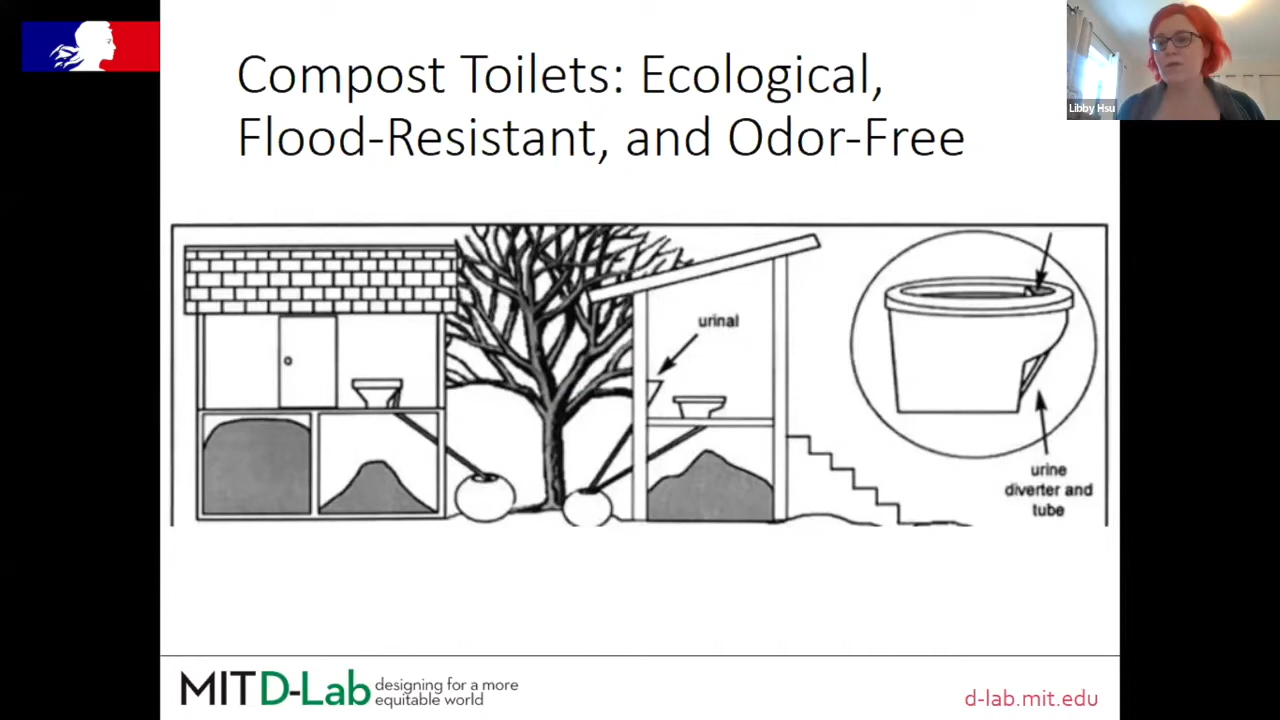 Compost Toilets: Ecological,
Flood-Resistant, and Odor-Free
Libby Hsu
urinal
urine
diverter and
tube
MIT D-Lab
designing for a more
equitable world
d-lab.mit.edu